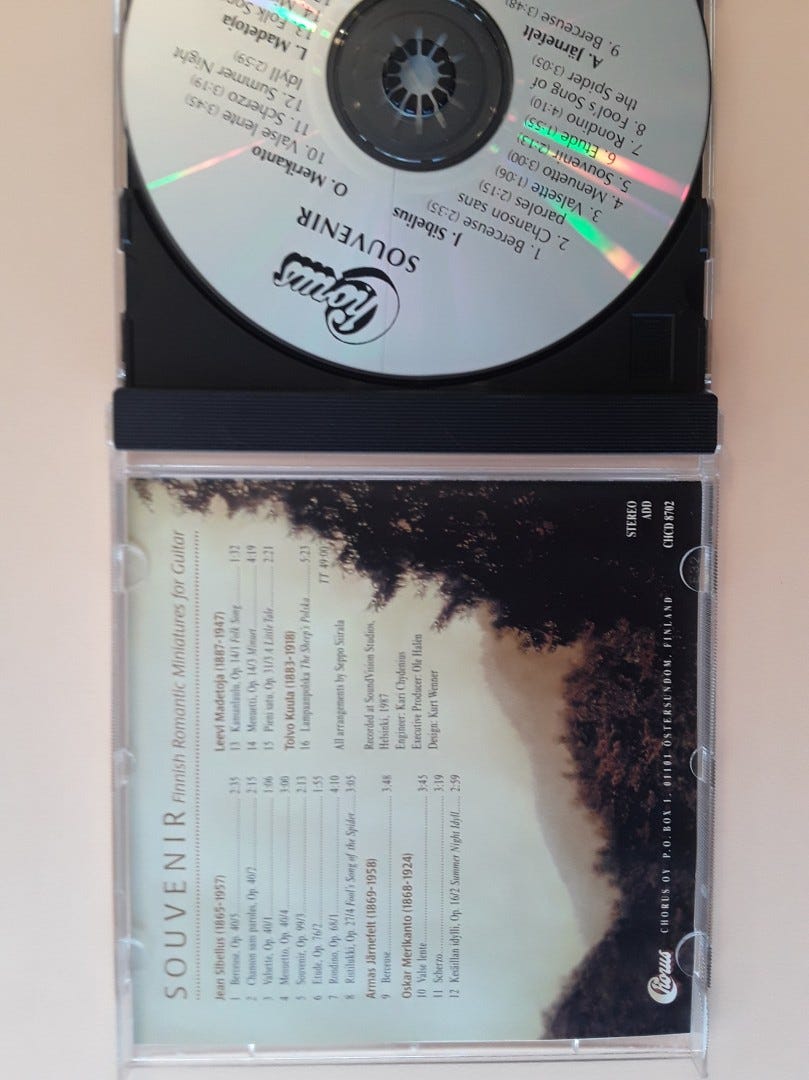 Chorus
SOUVENIR
J. Sibelius
1. Berceuse (2:35)
2. Chanson sans
paroles (2:15)
3. Valsette (1:06)
4. Menuetto (3:00)
5. Souvenir (2:13)
6. Etude (1:55)
7. Rondino (4:10)
8. Fool's Song of
the Spider (3:05)
A. Järnefelt
9. Berceuse (3:48)
O. Merikanto
10. Valse lente (3:45)
11. Scherzo (3:19)
12. Summer Night
Idyll (2:59)
L. Madetoja
13. Folk Song
14.
SOUVENIR Finnish Romantic Miniatures for Guitar
Jean Sibelius (1865-1957)
1 Berceuse, Op. 40/5 2:35
2 Chanson sans paroles, Op. 40/2 2:15
3 Valsette, Op. 40/1 1:06
4 Menuetto, Op. 40/4 3:00
5 Souvenir, Op. 99/3 2:13
6 Etude, Op. 76/2 1:55
7 Rondino, Op. 68/1 4:10
8 Ristilukki, Op. 27/4 Fool's Song of the Spider 3:05
Armas Järnefelt (1869-1958)
9 Berceuse 3:48
Oskar Merikanto (1868-1924)
10 Valse lente 3:45
11 Scherzo 3:19
12 Kesäillan idylli, Op. 16/2 Summer Night Idyll 2:59
Leevi Madetoja (1887-1947)
13 Kansanlaulu, Op. 14/1 Folk Song 1:32
14 Menuetti, Op. 14/3 Minuet 4:19
15 Pieni satu, Op. 31/3 A Little Tale 2:21
Toivo Kuula (1883-1918)
16 Lampaanpolska The Sheep's Polska 5:23
TT 49:00
All arrangements by Seppo Siirala
Recorded at SoundVision Studios,
Helsinki, 1987
Engineer: Kari Chydenius
Executive Producer: Ole Halén
Design: Kurt Wenner
STEREO
ADD
CHCD 8702
Chorus
CHORUS OY P.O. BOX 1, 01101 ÖSTERSUNDOM, FINLAND